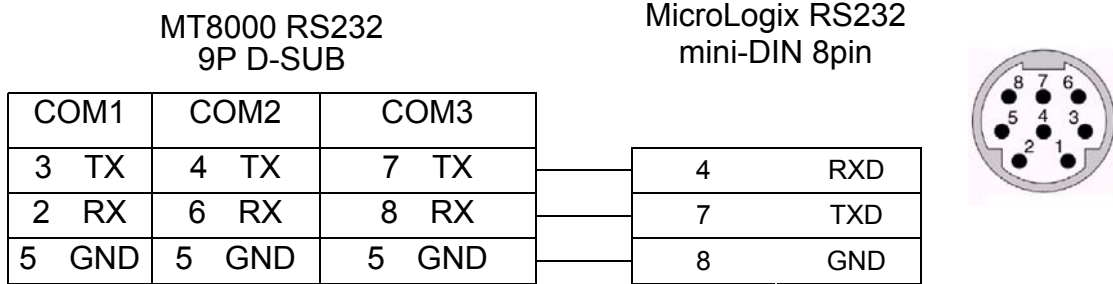 MT8000 RS232
9P D-SUB
MicroLogix RS232
mini-DIN 8pin
COM1 COM2 COM3
3 TX 4 TX 7 TX
2 RX 6 RX 8 RX
5 GND 5 GND 5 GND
4 RXD
7 TXD
8 GND
8 7 6
5 4 3
2 1